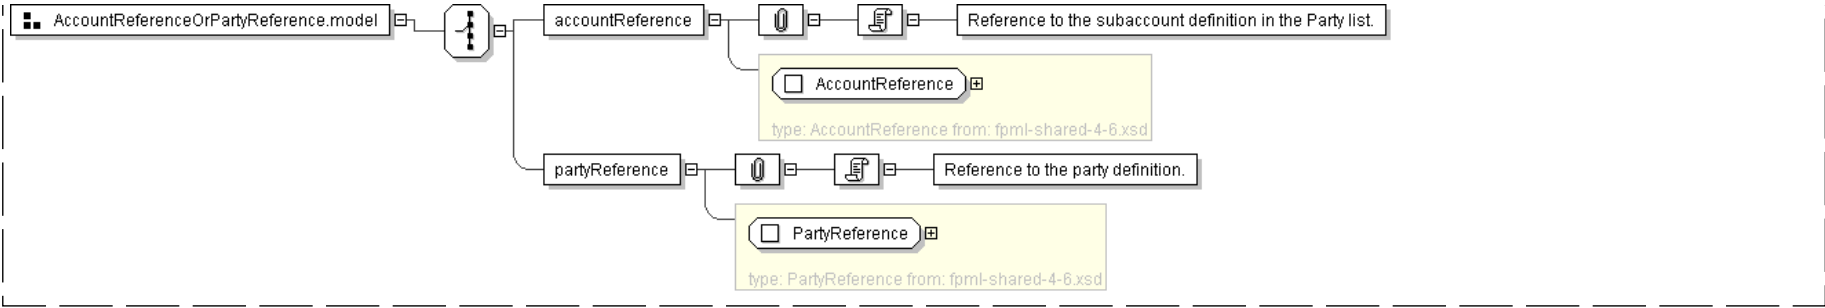 AccountReferenceOrPartyReference.model
accountReference
Reference to the subaccount definition in the Party list.
AccountReference
type: AccountReference from: fpml-shared-4-6.xsd
partyReference
Reference to the party definition.
PartyReference
type: PartyReference from: fpml-shared-4-6.xsd